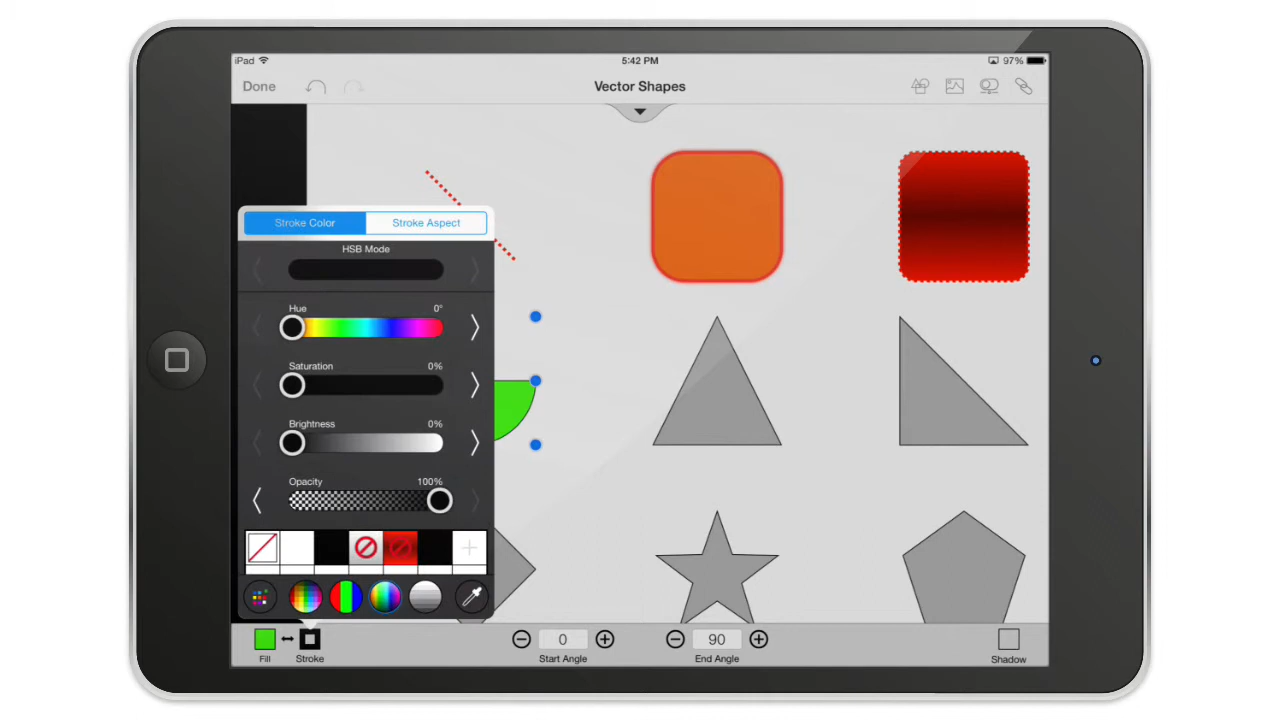 iPad 5:42 PM 97%
Done Vector Shapes
Stroke Color Stroke Aspect
HSB Mode
Hue 0°
Saturation 0%
Brightness 0%
Opacity 100%
0 90
Fill Stroke Start Angle End Angle Shadow